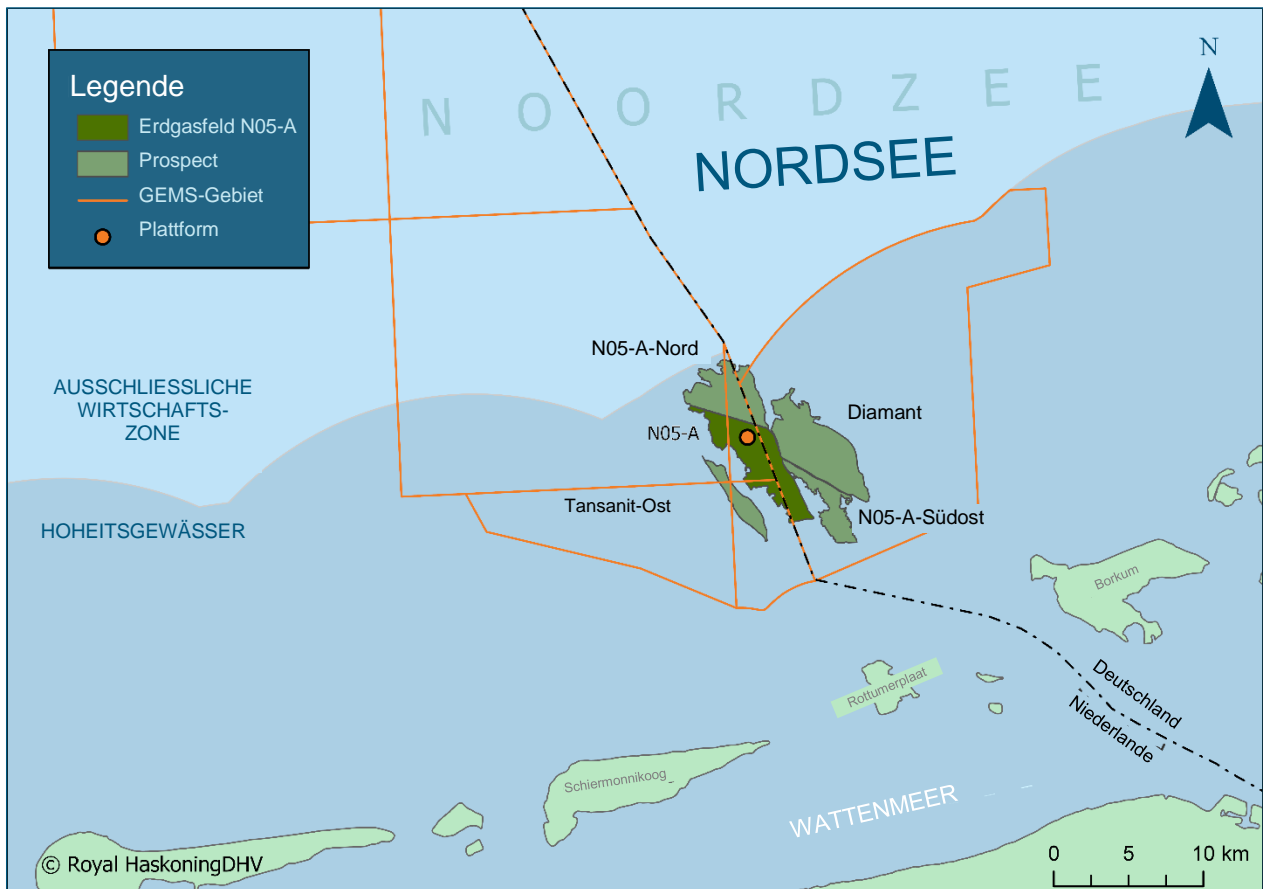 Legende
Erdgasfeld N05-A
Prospect
GEMS-Gebiet
Plattform
NOORDZEE
NORDSEE
N
N05-A-Nord
AUSSCHLIESSLICHE
WIRTSCHAFTS-
ZONE
Diamant
N05-A
Tansanit-Ost
N05-A-Südost
HOHEITSGEWÄSSER
Borkum
Rottumerplaat
Deutschland
Niederlande
Schiermonnikoog
WATTENMEER
© Royal HaskoningDHV
0 5 10 km